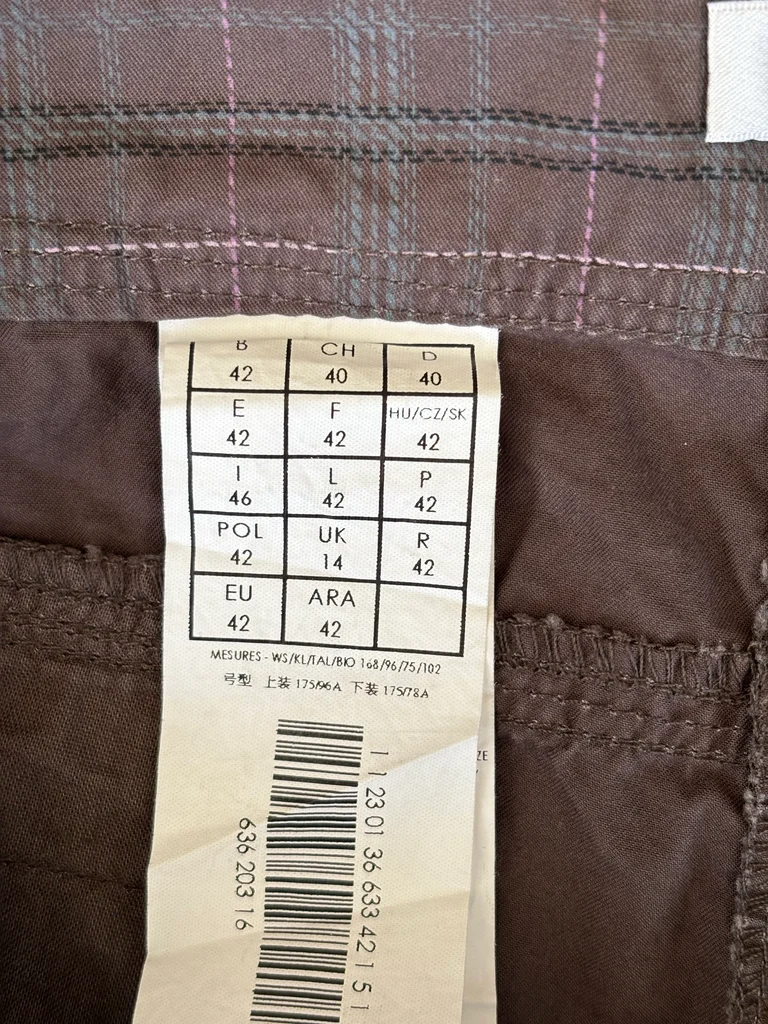 B CH D
42 40 40
E F HU/CZ/SK
42 42 42
I L P
46 42 42
POL UK R
42 14 42
EU ARA
42 42
MESURES - WS/KL/TAL/BIO 168/96/75/102
号型 上装 175/96A 下装 175/78A
1 1 23 01 36 633 42 1 5 1
636 203 16
ZE